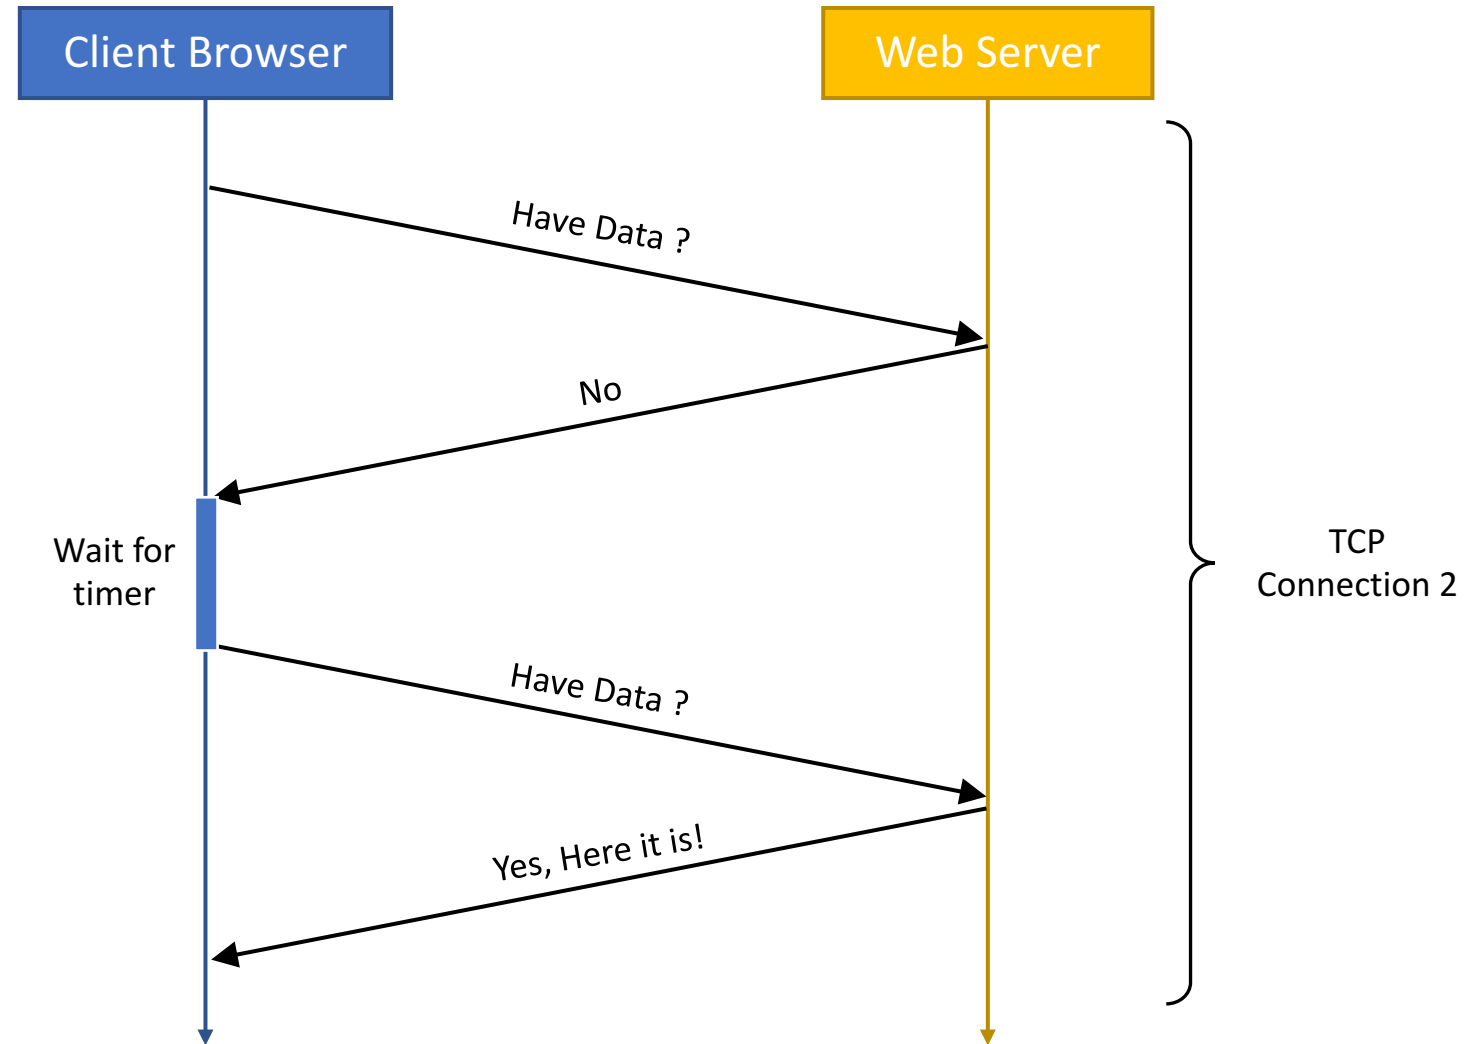 Client Browser
Web Server
Have Data ?
No
Wait for
timer
TCP
Connection 2
Have Data ?
Yes, Here it is!